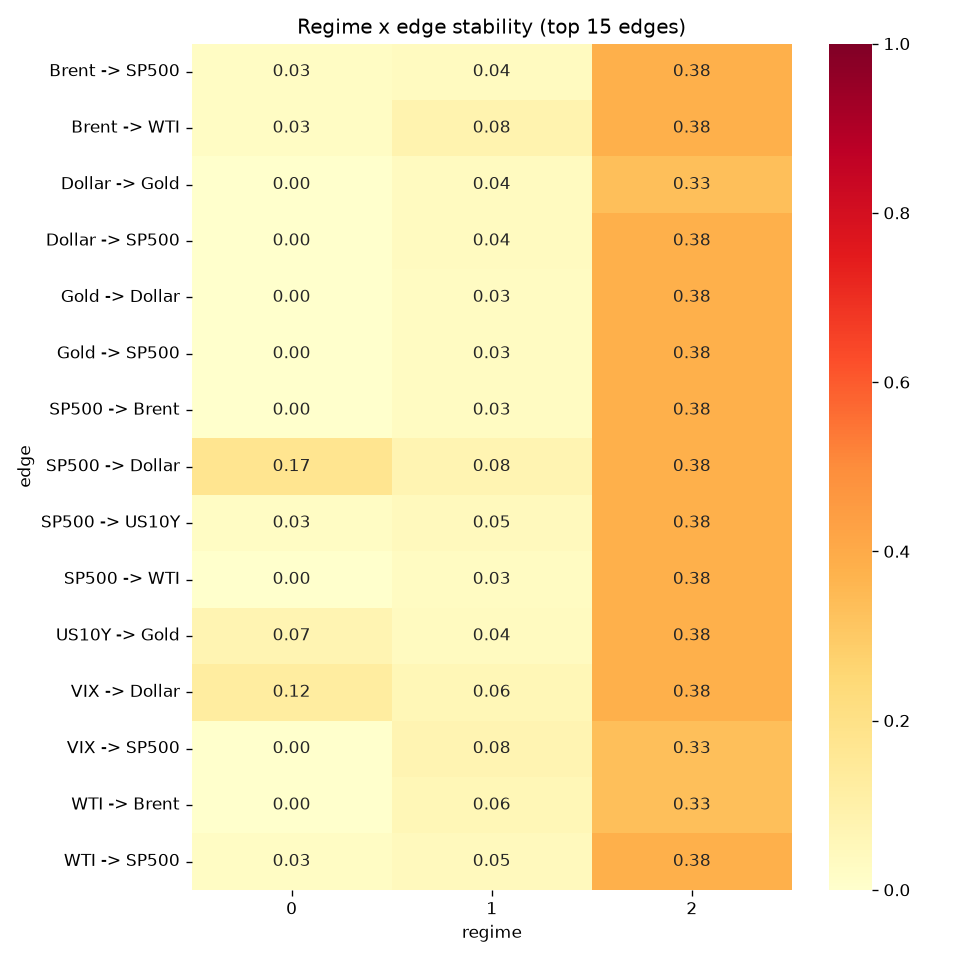 Regime x edge stability (top 15 edges)
Brent -> SP500 0.03 0.04 0.38
Brent -> WTI 0.03 0.08 0.38
Dollar -> Gold 0.00 0.04 0.33
Dollar -> SP500 0.00 0.04 0.38
Gold -> Dollar 0.00 0.03 0.38
Gold -> SP500 0.00 0.03 0.38
SP500 -> Brent 0.00 0.03 0.38
SP500 -> Dollar 0.17 0.08 0.38
SP500 -> US10Y 0.03 0.05 0.38
SP500 -> WTI 0.00 0.03 0.38
US10Y -> Gold 0.07 0.04 0.38
VIX -> Dollar 0.12 0.06 0.38
VIX -> SP500 0.00 0.08 0.33
WTI -> Brent 0.00 0.06 0.33
WTI -> SP500 0.03 0.05 0.38
edge
0 1 2
regime
1.0
0.8
0.6
0.4
0.2
0.0